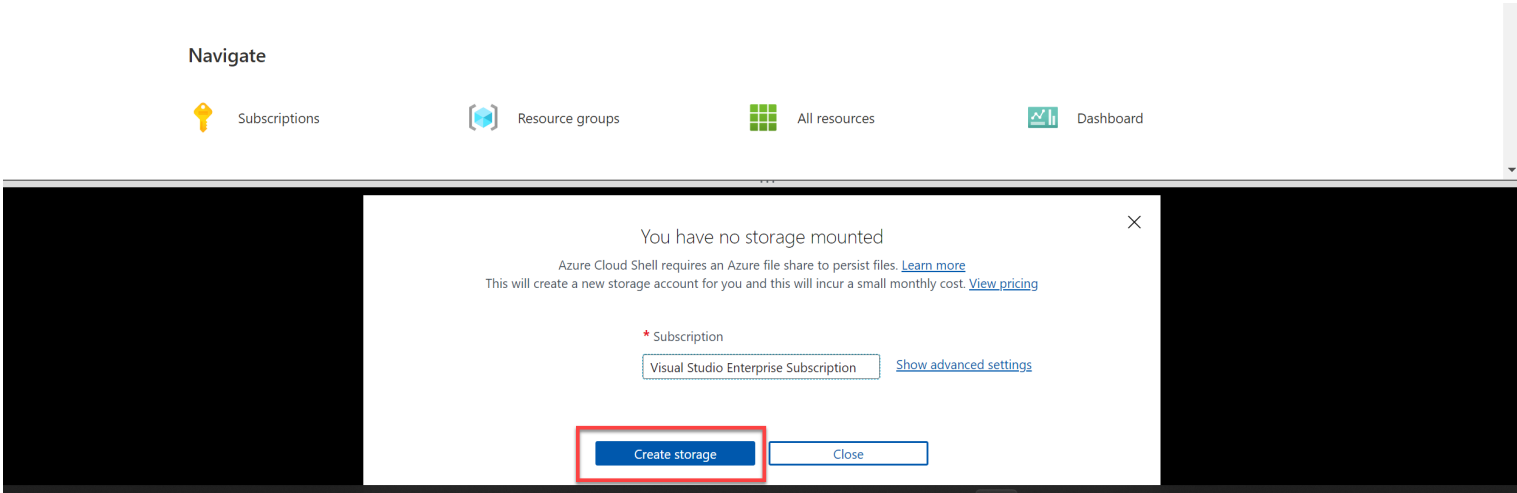 Navigate
Subscriptions
Resource groups
All resources
Dashboard
You have no storage mounted
Azure Cloud Shell requires an Azure file share to persist files. Learn more
This will create a new storage account for you and this will incur a small monthly cost. View pricing
* Subscription
Visual Studio Enterprise Subscription
Show advanced settings
Create storage
Close